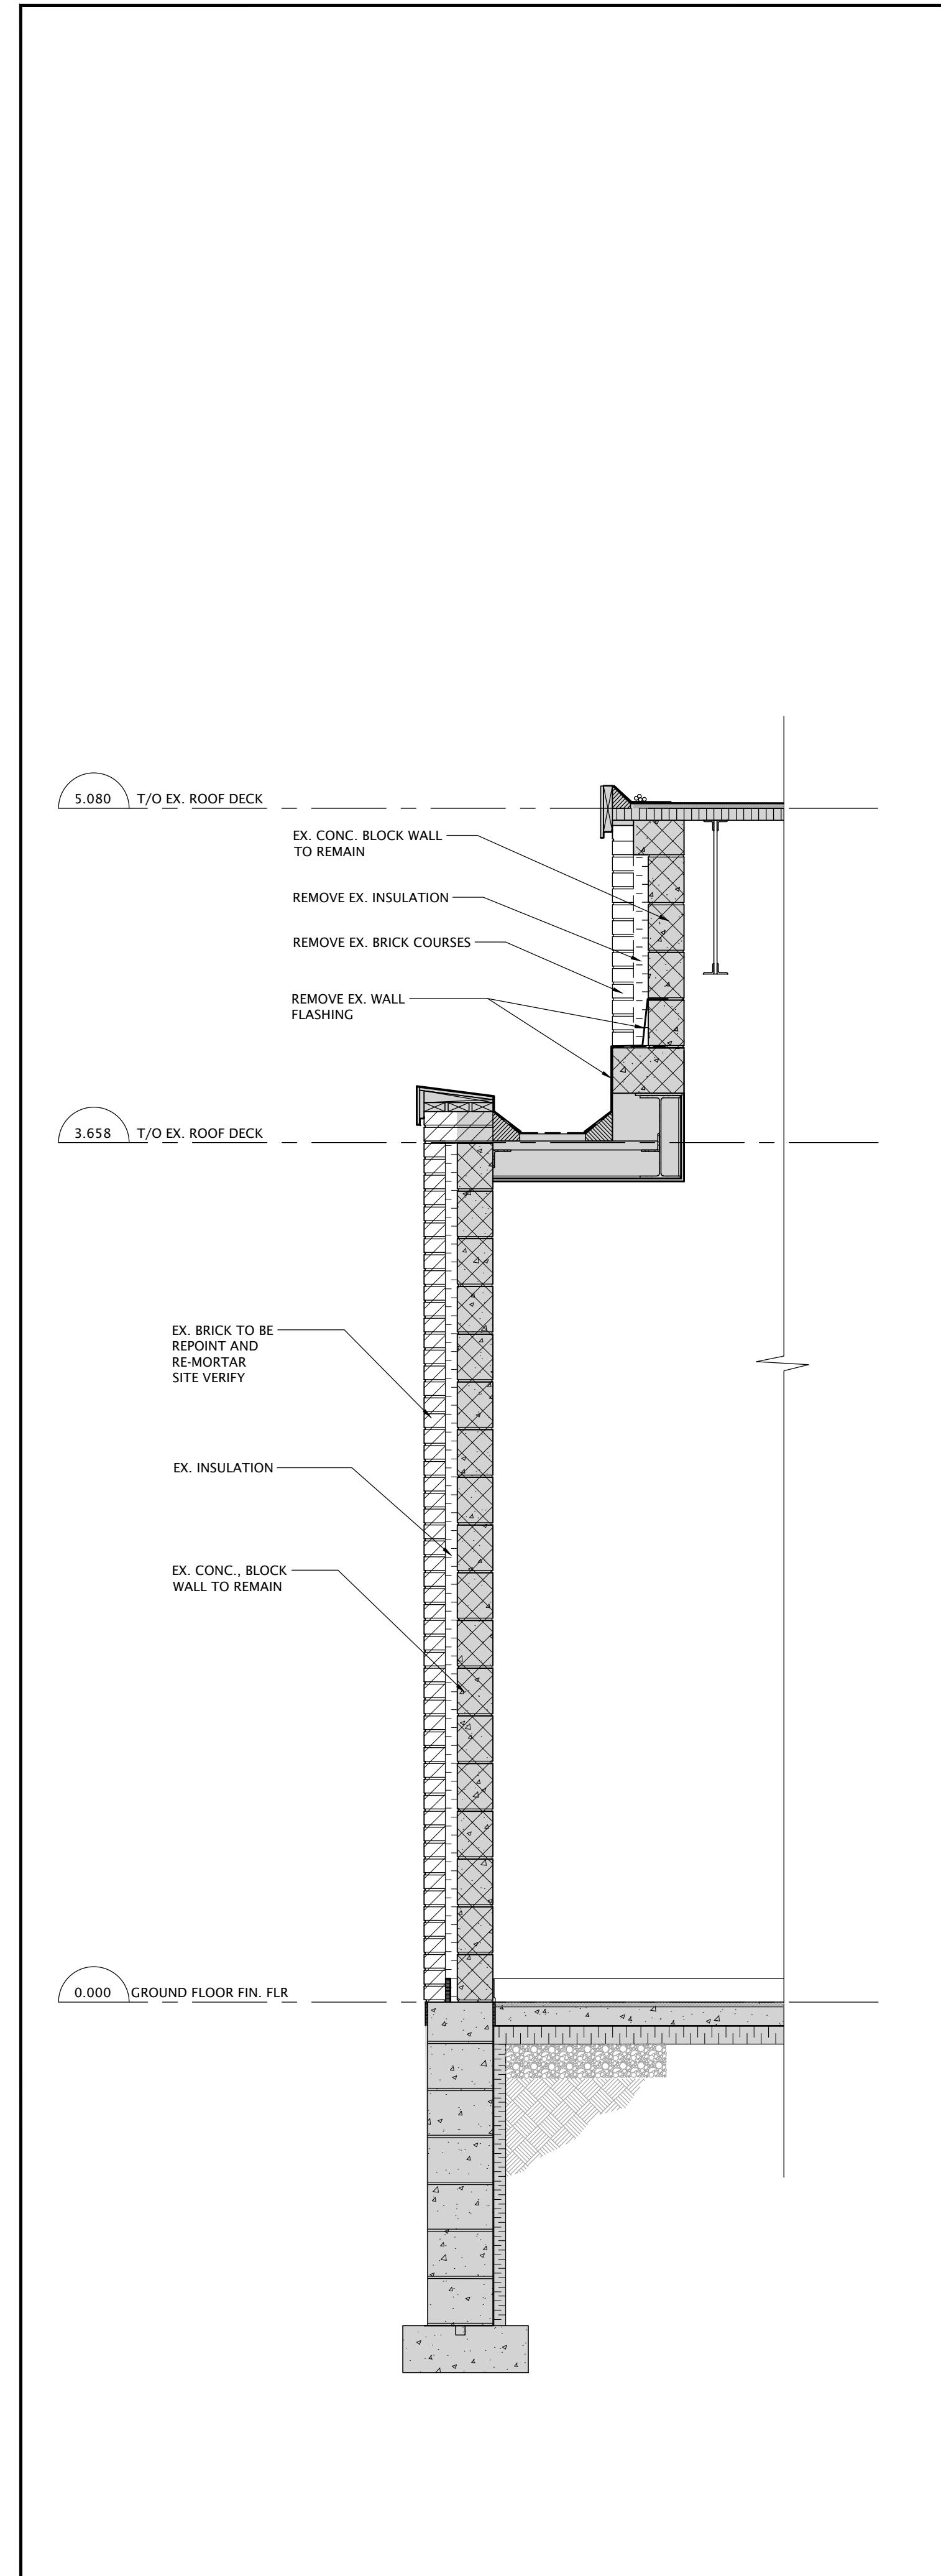 5.080 T/O EX. ROOF DECK
EX. CONC. BLOCK WALL
TO REMAIN
REMOVE EX. INSULATION
REMOVE EX. BRICK COURSES
REMOVE EX. WALL
FLASHING
3.658 T/O EX. ROOF DECK
EX. BRICK TO BE
REPOINT AND
RE-MORTAR
SITE VERIFY
EX. INSULATION
EX. CONC., BLOCK
WALL TO REMAIN
0.000 GROUND FLOOR FIN. FLR